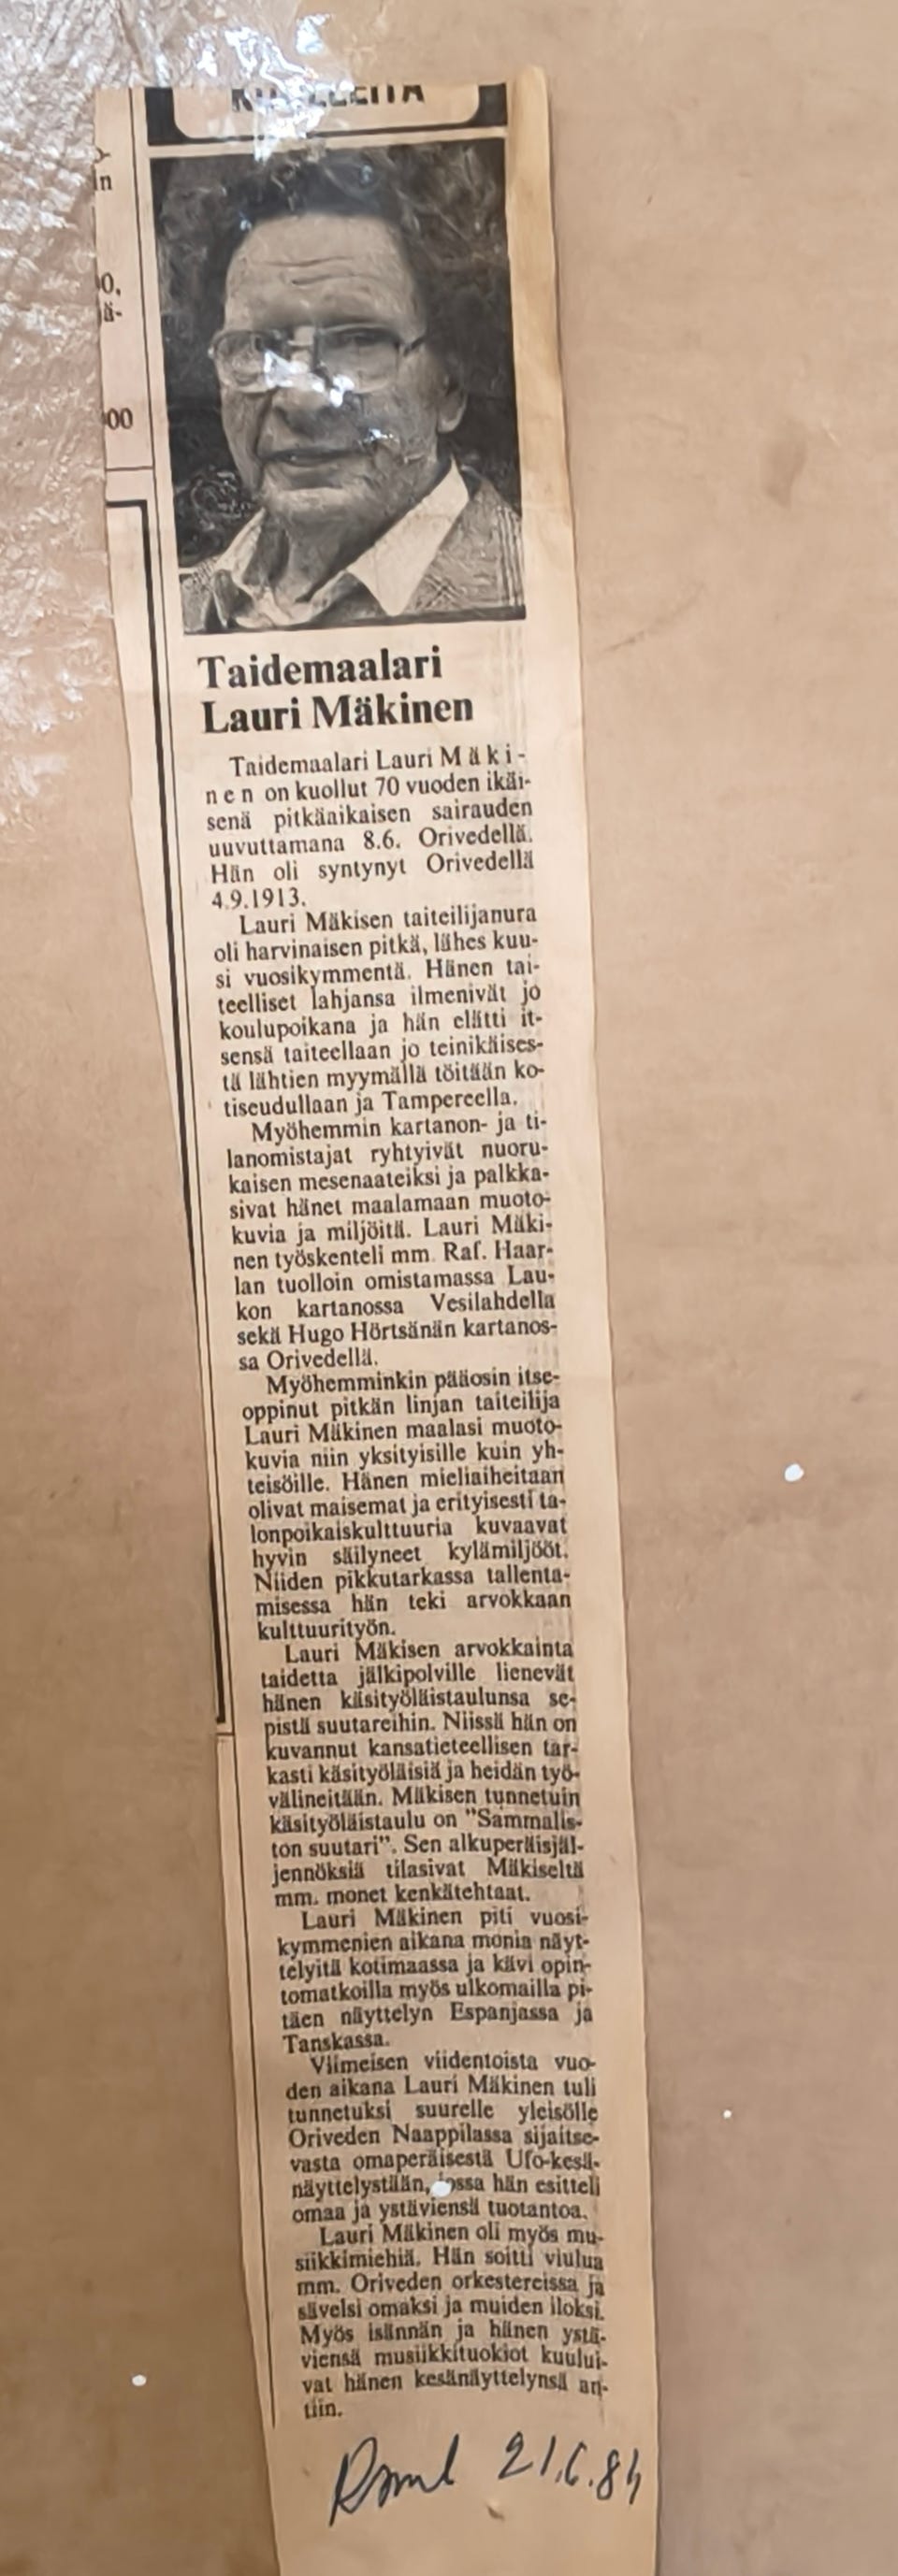 in
00.
iä-
00
Taidemaalari
Lauri Mäkinen
Taidemaalari Lauri M ä k i -
n e n on kuollut 70 vuoden ikäi-
senä pitkäaikaisen sairauden
uuvuttamana 8.6. Orivedellä.
Hän oli syntynyt Orivedellä
4.9.1913.
Lauri Mäkisen taiteilijanura
oli harvinaisen pitkä, lähes kuu-
si vuosikymmentä. Hänen tai-
teelliset lahjansa ilmenivät jo
koulupoikana ja hän elätti it-
sensä taiteellaan jo teinikäises-
tä lähtien myymällä töitään ko-
tiseudullaan ja Tampereella.
Myöhemmin kartanon- ja ti-
lanomistajat ryhtyivät nuoru-
kaisen mesenaateiksi ja palkka-
sivat hänet maalamaan muoto-
kuvia ja miljöitä. Lauri Mäki-
nen työskenteli mm. Raf. Haar-
lan tuolloin omistamassa Lau-
kon kartanossa Vesilahdella
sekä Hugo Hörtsänän kartanos-
sa Orivedellä.
Myöhemminkin pääosin itse-
oppinut pitkän linjan taiteilija
Lauri Mäkinen maalasi muoto-
kuvia niin yksityisille kuin yh-
teisöille. Hänen mieliaiheitaan
olivat maisemat ja erityisesti ta-
lonpoikaiskulttuuria kuvaavat
hyvin säilyneet kylämiljööt.
Niiden pikkutarkassa tallenta-
misessa hän teki arvokkaan
kulttuurityön.
Lauri Mäkisen arvokkainta
taidetta jälkipolville lienevät
hänen käsityöläistaulunsa se-
pistä suutareihin. Niissä hän on
kuvannut kansatieteellisen tar-
kasti käsityöläisiä ja heidän työ-
välineitään. Mäkisen tunnetuin
käsityöläistaulu on "Sammalis-
ton suutari". Sen alkuperäisjäl-
jennöksiä tilasivat Mäkiseltä
mm. monet kenkätehtaat.
Lauri Mäkinen piti vuosi-
kymmenien aikana monia näyt-
telyitä kotimaassa ja kävi opin-
tomatkoilla myös ulkomailla pi-
täen näyttelyn Espanjassa ja
Tanskassa.
Viimeisen viidentoista vuo-
den aikana Lauri Mäkinen tuli
tunnetuksi suurelle yleisölle
Oriveden Naappilassa sijaitse-
vasta omaperäisestä Ufo-kesä-
näyttelystään, jossa hän esitteli
omaa ja ystäviensä tuotantoa.
Lauri Mäkinen oli myös mu-
siikkimiehiä. Hän soitti viulua
mm. Oriveden orkestereissa ja
sävelsi omaksi ja muiden iloksi.
Myös isännän ja hänen ystä-
viensä musiikkituokiot kuului-
vat hänen kesänäyttelynsä an-
tiin.
21.6.84